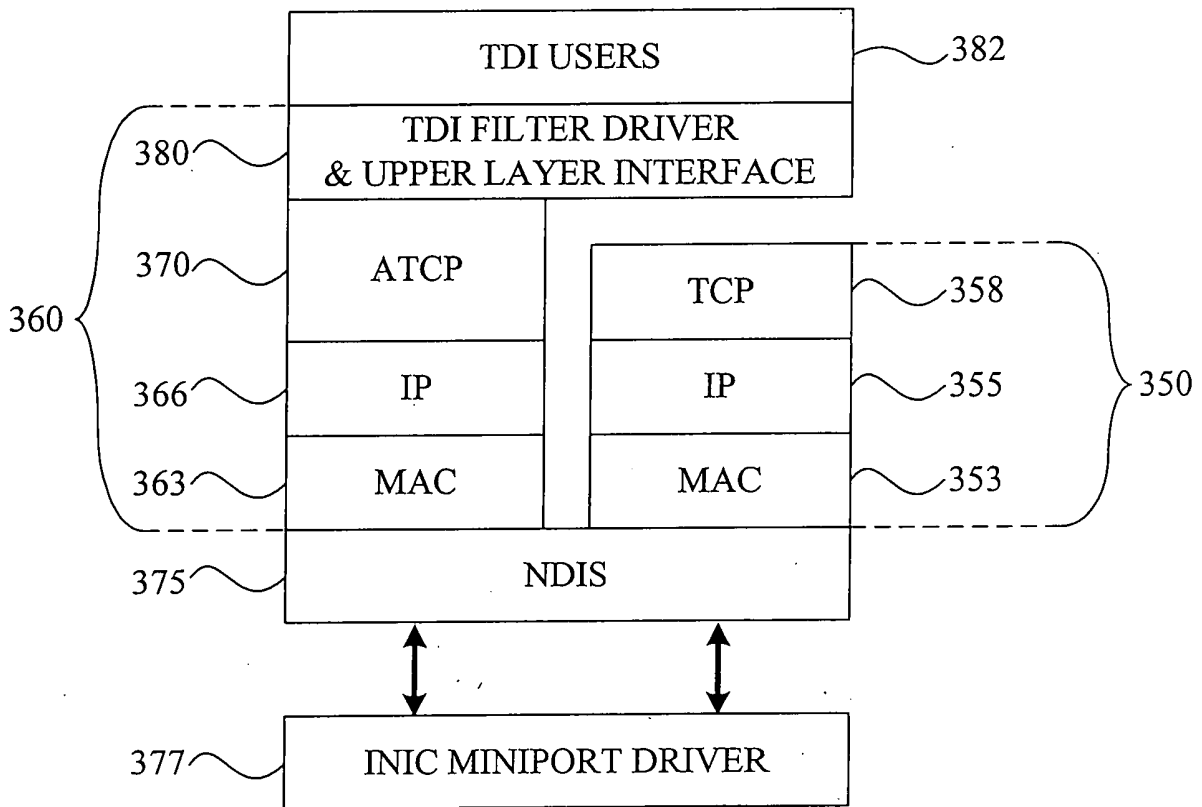 TDI USERS
382
TDI FILTER DRIVER
& UPPER LAYER INTERFACE
380
ATCP
370
TCP
358
360
IP
366
IP
355
350
MAC
363
MAC
353
NDIS
375
INIC MINIPORT DRIVER
377